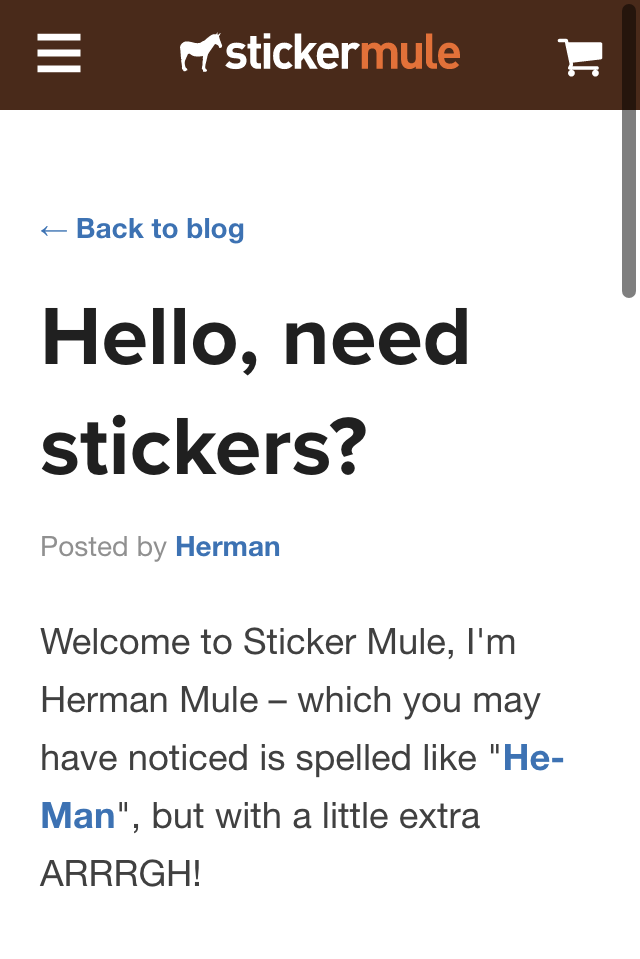 stickermule
← Back to blog
Hello, need
stickers?
Posted by Herman
Welcome to Sticker Mule, I'm
Herman Mule – which you may
have noticed is spelled like "He-
Man", but with a little extra
ARRRGH!